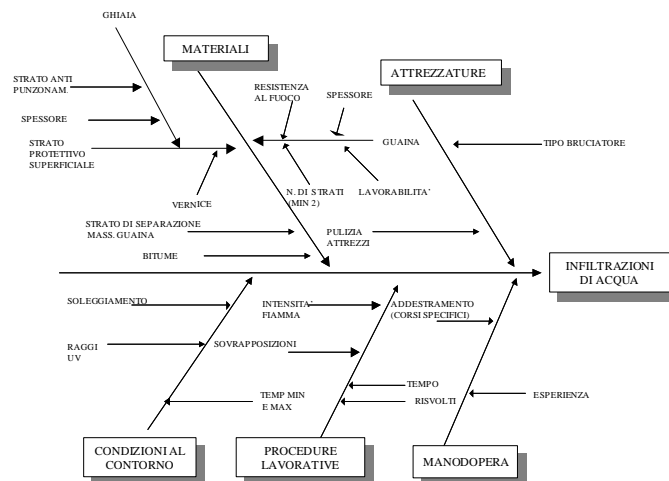 GHIAIA
MATERIALI
ATTREZZATURE
STRATO ANTI
PUNZONAM.
RESISTENZA
AL FUOCO
SPESSORE
SPESSORE
STRATO
PROTETTIVO
SUPERFICIALE
GUAINA
TIPO BRUCIATORE
VERNICE
N. DI STRATI
(MIN 2)
LAVORABILITA'
STRATO DI SEPARAZIONE
MASS. GUAINA
PULIZIA
ATTREZZI
BITUME
INFILTRAZIONI
DI ACQUA
SOLEGGIAMENTO
INTENSITA'
FIAMMA
ADDESTRAMENTO
(CORSI SPECIFICI)
RAGGI
UV
SOVRAPPOSIZIONI
TEMPO
TEMP MIN
E MAX
RISVOLTI
ESPERIENZA
CONDIZIONI AL
CONTORNO
PROCEDURE
LAVORATIVE
MANODOPERA